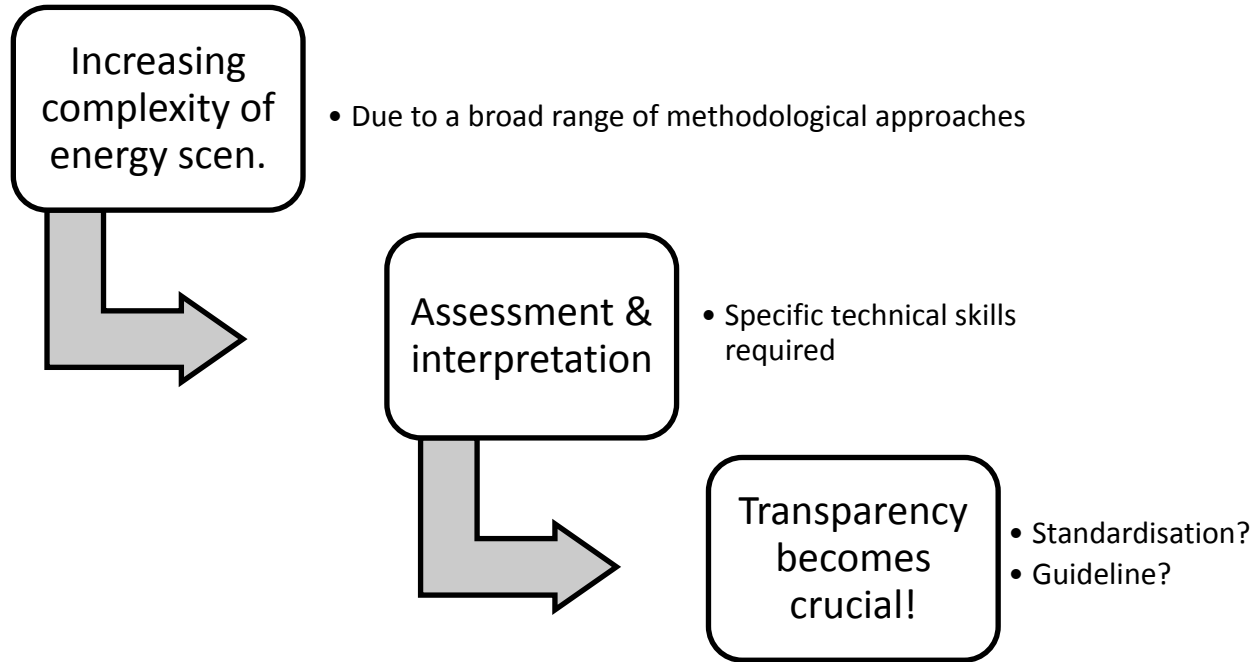 Increasing
complexity of
energy scen.
• Due to a broad range of methodological approaches
Assessment &
interpretation
• Specific technical skills
required
Transparency
becomes
crucial!
• Standardisation?
• Guideline?